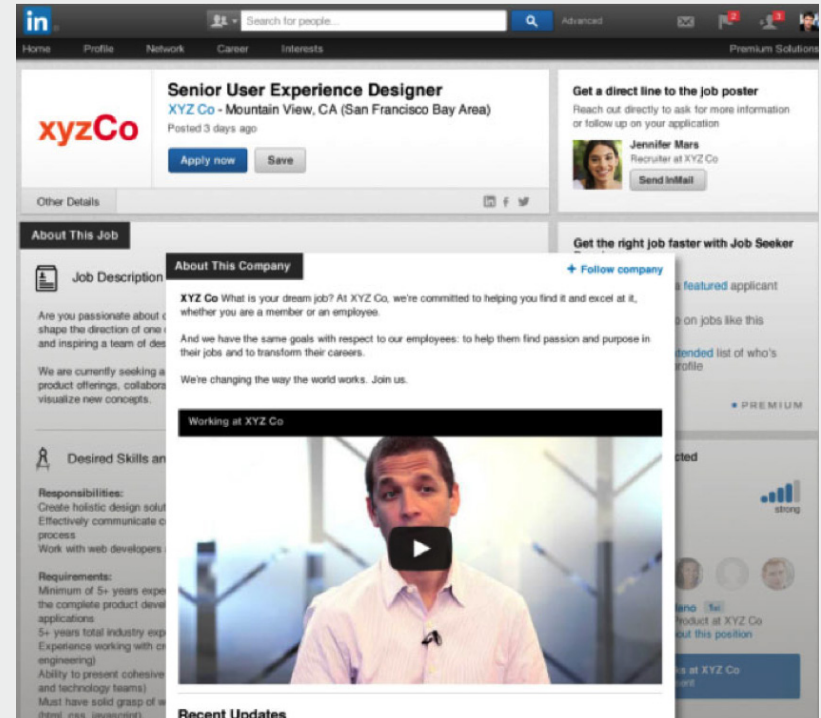 in
Search for people...
Advanced
2
3
Home Profile Network Career Interests Premium Solutions
xyzCo
Senior User Experience Designer
XYZ Co - Mountain View, CA (San Francisco Bay Area)
Posted 3 days ago
Apply now Save
Other Details
Get a direct line to the job poster
Reach out directly to ask for more information
or follow up on your application
Jennifer Mars
Recruiter at XYZ Co
Send InMail
About This Job
Job Description
Are you passionate about
shape the direction of one
and inspiring a team of
We are currently seeking a
product offerings,
visualize new concepts.
Desired Skills
Responsibilities:
Create holistic design
Effectively communicate
process
Work with web developers
Requirements:
Minimum of 5+ years
the complete product
applications
5+ years total industry
Experience working with
engineering)
Ability to present cohesive
and technology teams)
Must have solid grasp of
(html, css, javascript)
About This Company
+ Follow company
XYZ Co What is your dream job? At XYZ Co, we're committed to helping you find it and excel at it,
whether you are a member or an employee.
And we have the same goals with respect to our employees: to help them find passion and purpose in
their jobs and to transform their careers.
We're changing the way the world works. Join us.
Working at XYZ Co
Recent Updates
Get the right job faster with Job Seeker
a featured applicant
on jobs like this
list of who's
PREMIUM
strong
1st
Product at XYZ Co
this position
at XYZ Co